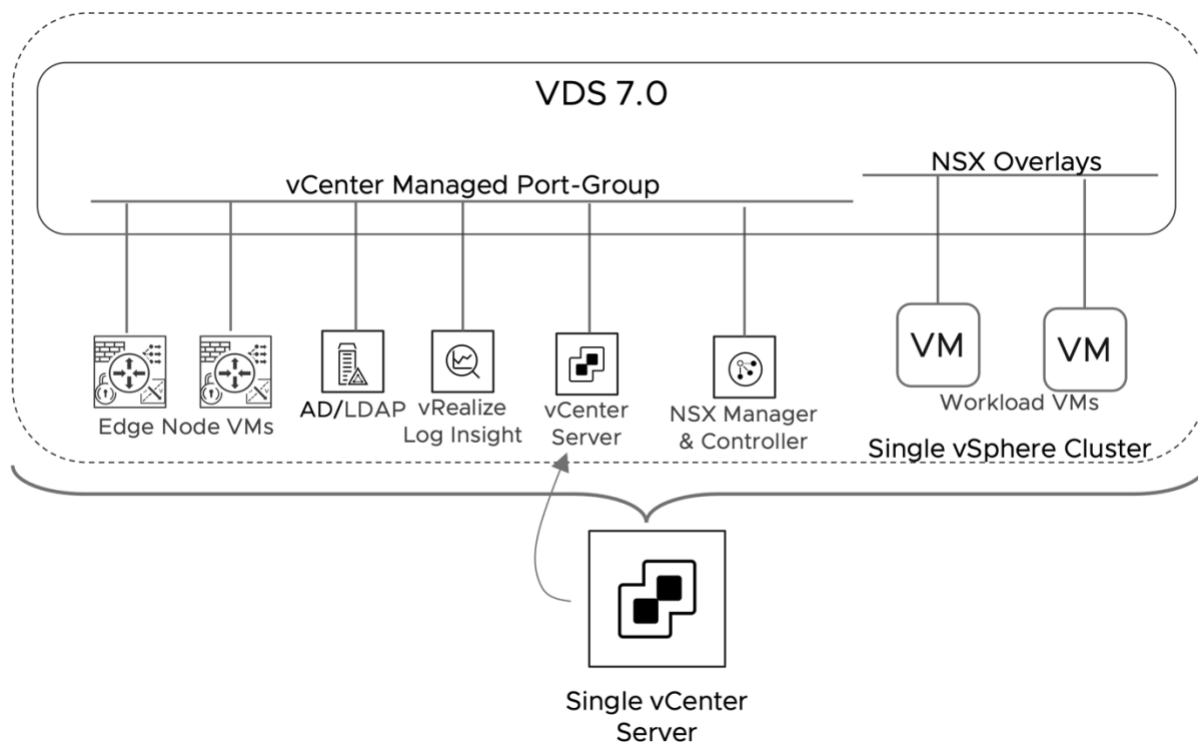 VDS 7.0
NSX Overlays
vCenter Managed Port-Group
Edge Node VMs
AD/LDAP
vRealize
Log Insight
vCenter
Server
NSX Manager
& Controller
VM
VM
Workload VMs
Single vSphere Cluster
Single vCenter
Server